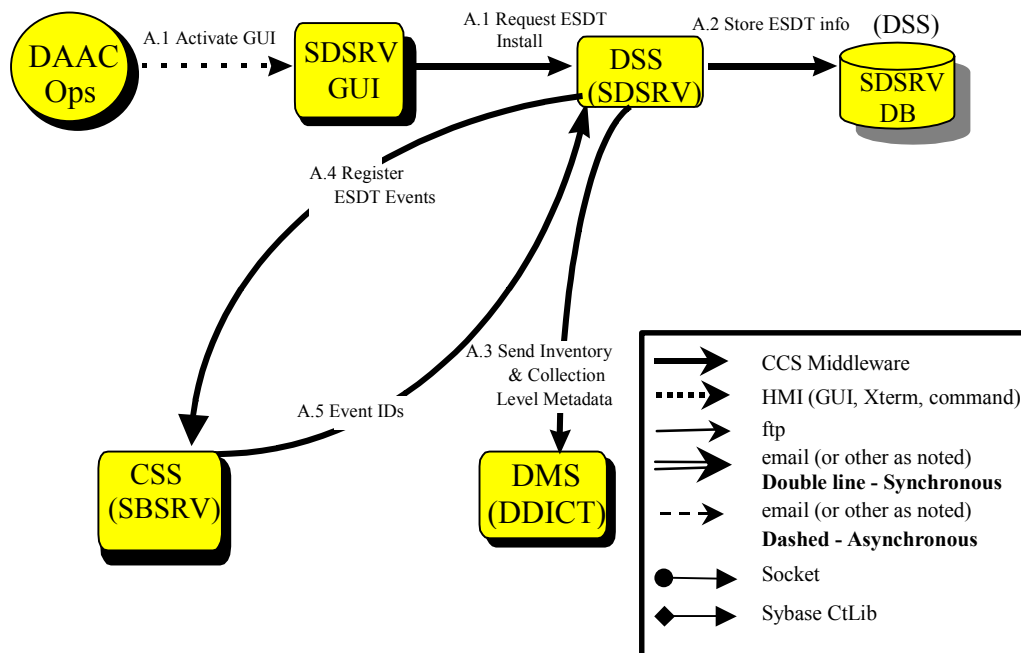 DAAC
Ops
A.1 Activate GUI
SDSRV
GUI
A.1 Request ESDT
Install
DSS
(SDSRV)
A.2 Store ESDT info
(DSS)
SDSRV
DB
A.4 Register
ESDT Events
A.3 Send Inventory
& Collection
Level Metadata
A.5 Event IDs
CSS
(SBSRV)
DMS
(DDICT)
CCS Middleware
HMI (GUI, Xterm, command)
ftp
email (or other as noted)
Double line - Synchronous
email (or other as noted)
Dashed - Asynchronous
Socket
Sybase CtLib